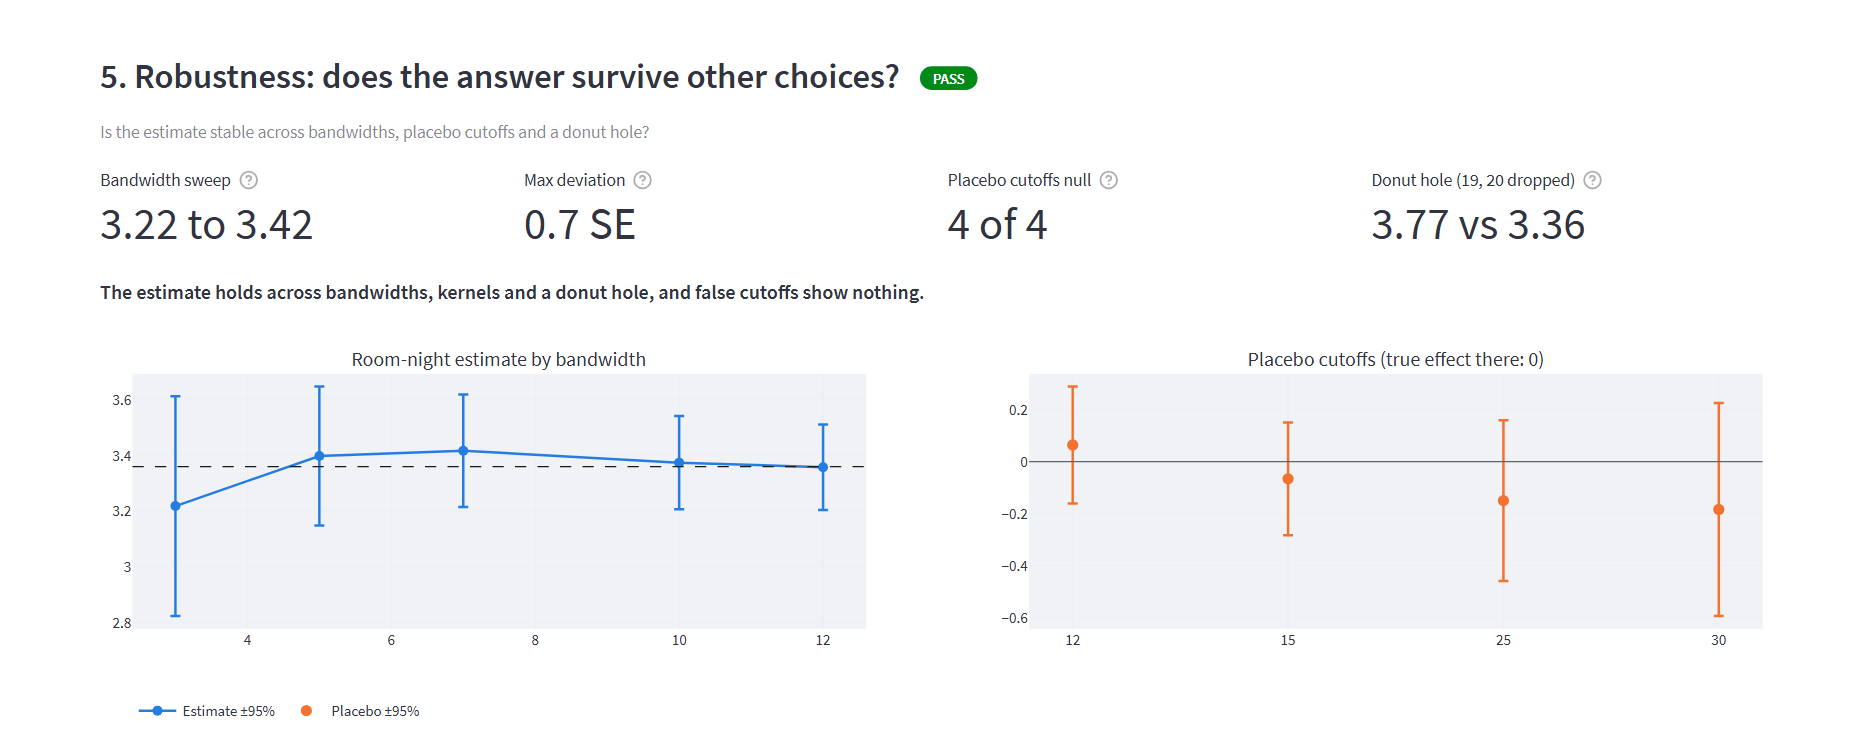 5. Robustness: does the answer survive other choices? PASS
Is the estimate stable across bandwidths, placebo cutoffs and a donut hole?
Bandwidth sweep ?
3.22 to 3.42
Max deviation ?
0.7 SE
Placebo cutoffs null ?
4 of 4
Donut hole (19, 20 dropped) ?
3.77 vs 3.36
The estimate holds across bandwidths, kernels and a donut hole, and false cutoffs show nothing.
Room-night estimate by bandwidth
3.6
3.4
3.2
3
2.8
4 6 8 10 12
Placebo cutoffs (true effect there: 0)
0.2
0
−0.2
−0.4
−0.6
12 15 25 30
Estimate ±95% Placebo ±95%